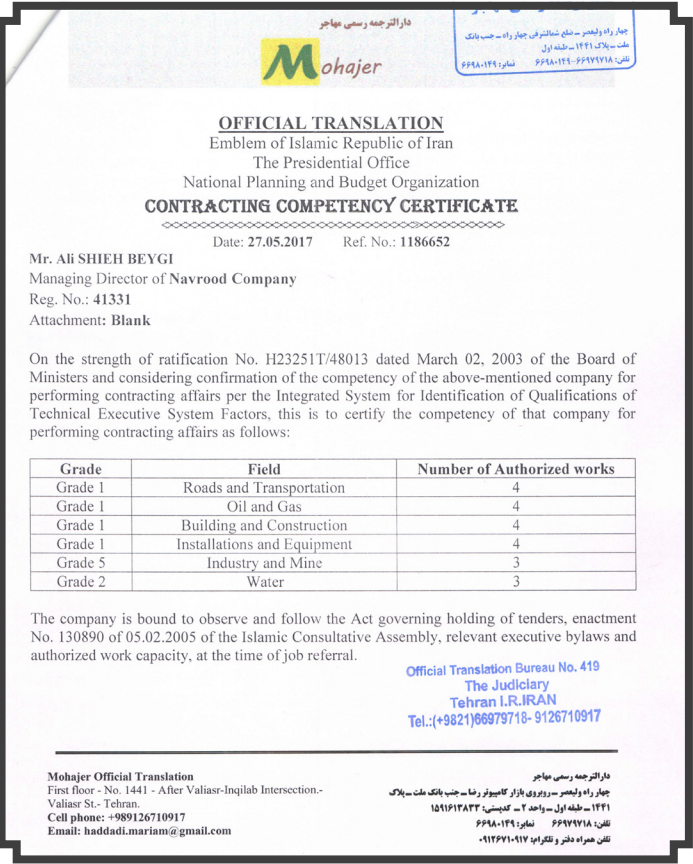 دارالترجمه رسمی مهاجر
Mohajer
چهار راه ولیعصر ــ ضلع شمالشرقی چهار راه ــ جنب بانک
ملت ــ پلاک ۱۴۴۱ ــ طبقه اول
تلفن: ۶۶۹۷۹۷۱۸–۶۶۹۸۰۱۴۹ نمابر: ۶۶۹۸۰۱۴۹
OFFICIAL TRANSLATION
Emblem of Islamic Republic of Iran
The Presidential Office
National Planning and Budget Organization
CONTRACTING COMPETENCY CERTIFICATE
Date: 27.05.2017 Ref. No.: 1186652
Mr. Ali SHIEH BEYGI
Managing Director of Navrood Company
Reg. No.: 41331
Attachment: Blank
On the strength of ratification No. H23251T/48013 dated March 02, 2003 of the Board of
Ministers and considering confirmation of the competency of the above-mentioned company for
performing contracting affairs per the Integrated System for Identification of Qualifications of
Technical Executive System Factors, this is to certify the competency of that company for
performing contracting affairs as follows:
Grade Field Number of Authorized works
Grade 1 Roads and Transportation 4
Grade 1 Oil and Gas 4
Grade 1 Building and Construction 4
Grade 1 Installations and Equipment 4
Grade 5 Industry and Mine 3
Grade 2 Water 3
The company is bound to observe and follow the Act governing holding of tenders, enactment
No. 130890 of 05.02.2005 of the Islamic Consultative Assembly, relevant executive bylaws and
authorized work capacity, at the time of job referral.
Official Translation Bureau No. 419
The Judiciary
Tehran I.R.IRAN
Tel.:(+9821)66979718- 9126710917
Mohajer Official Translation
First floor - No. 1441 - After Valiasr-Inqilab Intersection.-
Valiasr St.- Tehran.
Cell phone: +989126710917
Email: haddadi.mariam@gmail.com
دارالترجمه رسمی مهاجر
چهار راه ولیعصر ــ روبروی بازار کامپیوتر رضا ــ جنب بانک ملت ــ پلاک
۱۴۴۱ ــ طبقه اول ــ واحد ۲ ــ کدپستی: ۱۵۹۱۶۱۳۸۳۳
تلفن: ۶۶۹۷۹۷۱۸ نمابر: ۶۶۹۸۰۱۴۹
تلفن همراه دفتر و تلگرام: ۰۹۱۲۶۷۱۰۹۱۷